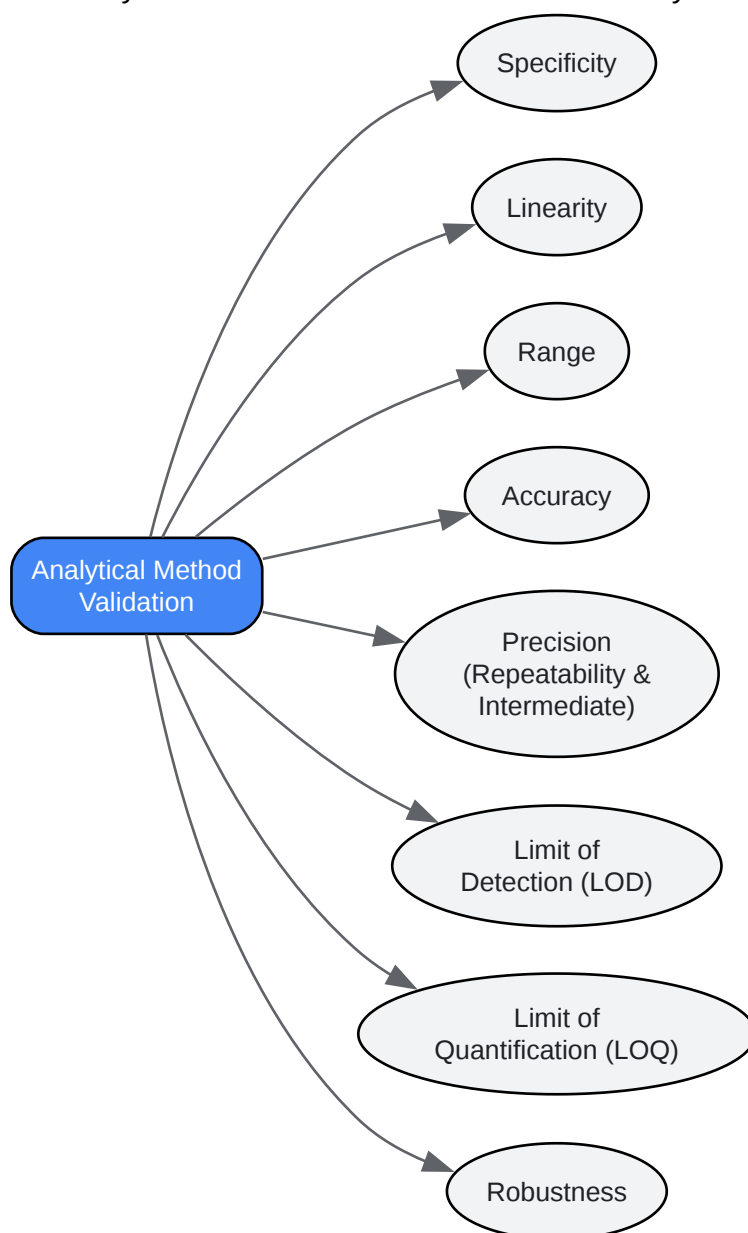 Specificity
Linearity
Range
Accuracy
Analytical Method
Validation
Precision
(Repeatability &
Intermediate)
Limit of
Detection (LOD)
Limit of
Quantification (LOQ)
Robustness